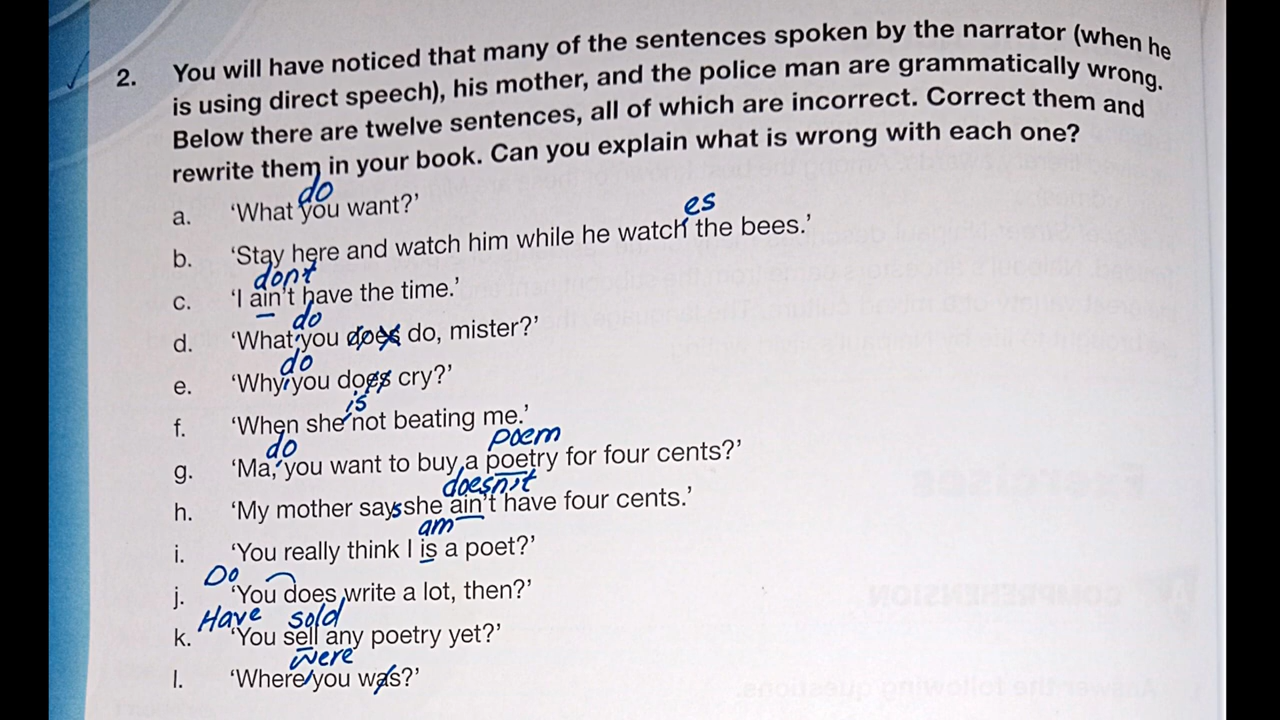 2. You will have noticed that many of the sentences spoken by the narrator (when he
is using direct speech), his mother, and the police man are grammatically wrong.
Below there are twelve sentences, all of which are incorrect. Correct them and
rewrite them in your book. Can you explain what is wrong with each one?
do
a. 'What you want?'
es
b. 'Stay here and watch him while he watch the bees.'
don't
c. 'I ain't have the time.'
do
d. 'What you does do, mister?'
do
e. 'Why you does cry?'
is
f. 'When she not beating me.'
do poem
g. 'Ma, you want to buy a poetry for four cents?'
doesn't
h. 'My mother say s she ain't have four cents.'
am
i. 'You really think I is a poet?'
Do
j. 'You does write a lot, then?'
Have sold
k. 'You sell any poetry yet?'
were
l. 'Where you was?'